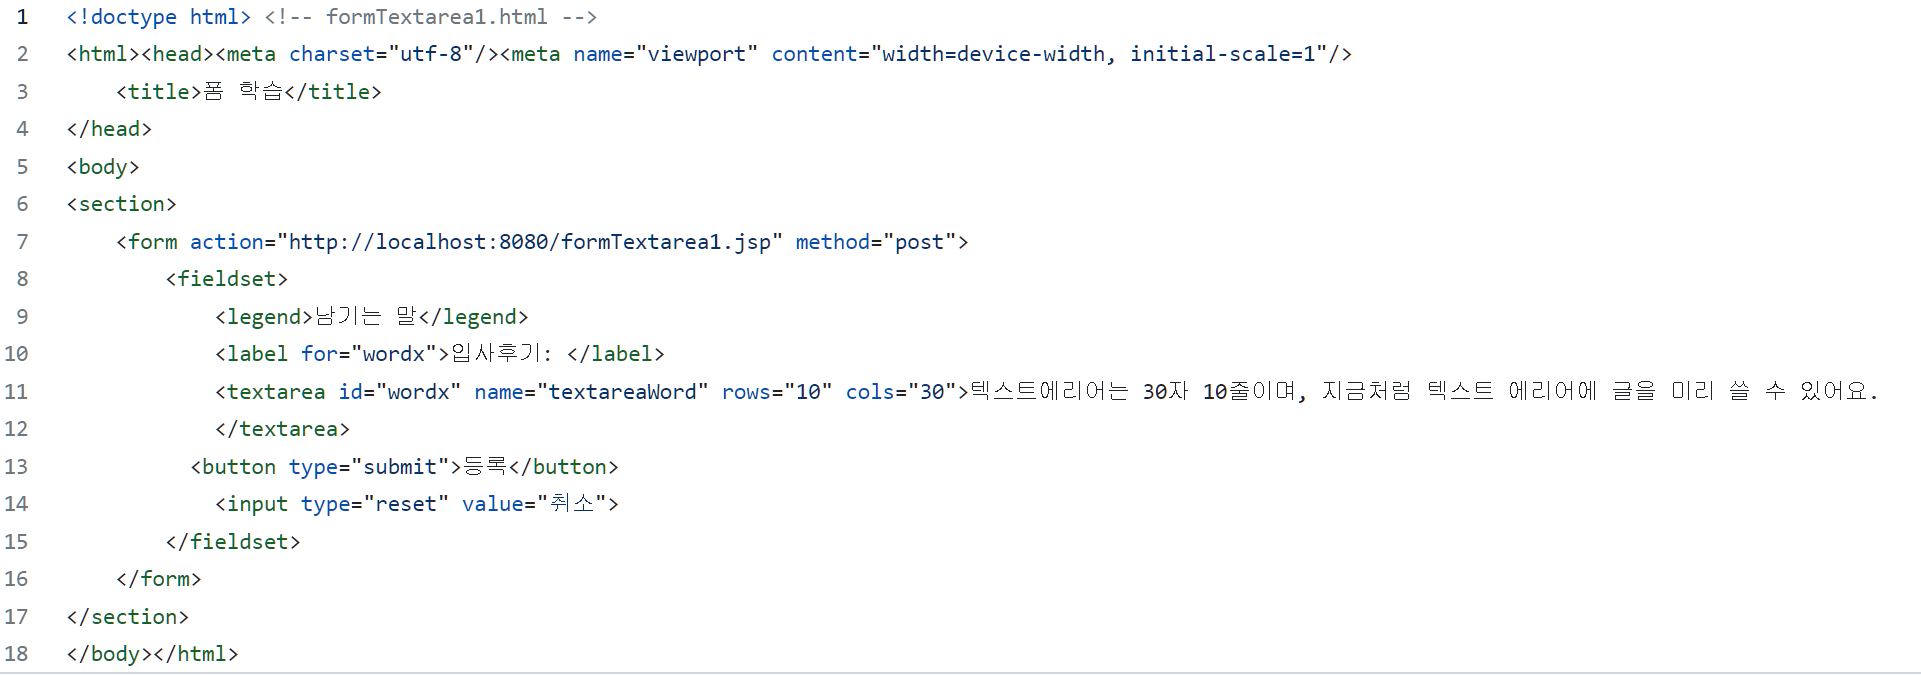 1 <!doctype html> <!-- formTextarea1.html -->
2 <html><head><meta charset="utf-8"/><meta name="viewport" content="width=device-width, initial-scale=1"/>
3     <title>폼 학습</title>
4 </head>
5 <body>
6 <section>
7     <form action="http://localhost:8080/formTextarea1.jsp" method="post">
8         <fieldset>
9             <legend>남기는 말</legend>
10             <label for="wordx">입사후기: </label>
11             <textarea id="wordx" name="textareaWord" rows="10" cols="30">텍스트에리어는 30자 10줄이며, 지금처럼 텍스트 에리어에 글을 미리 쓸 수 있어요.
12             </textarea>
13           <button type="submit">등록</button>
14             <input type="reset" value="취소">
15         </fieldset>
16     </form>
17 </section>
18 </body></html>